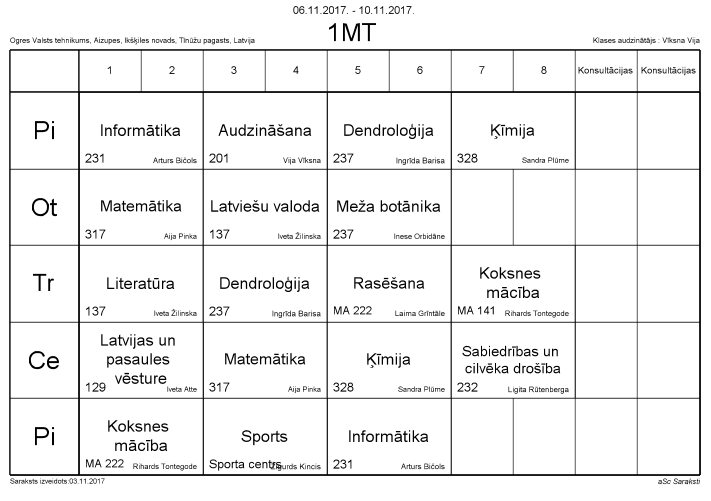 06.11.2017. - 10.11.2017.
1MT
Ogres Valsts tehnikums, Aizupes, Ikšķiles novads, Tīnūžu pagasts, Latvija
Klases audzinātājs : Vīksna Vija
1 2 3 4 5 6 7 8 Konsultācijas Konsultācijas
Pi
Informātika
231 Arturs Bičols
Audzināšana
201 Vija Vīksna
Dendroloģija
237 Ingrīda Barisa
Ķīmija
328 Sandra Plūme
Ot
Matemātika
317 Aija Pinka
Latviešu valoda
137 Iveta Žilinska
Meža botānika
237 Inese Orbidāne
Tr
Literatūra
137 Iveta Žilinska
Dendroloģija
237 Ingrīda Barisa
Rasēšana
MA 222 Laima Grīntāle
Koksnes
mācība
MA 141 Rihards Tontegode
Ce
Latvijas un
pasaules
vēsture
129 Iveta Atte
Matemātika
317 Aija Pinka
Ķīmija
328 Sandra Plūme
Sabiedrības un
cilvēka drošība
232 Ligita Rūtenberga
Pi
Koksnes
mācība
MA 222 Rihards Tontegode
Sports
Sporta centrs Zigurds Kincis
Informātika
231 Arturs Bičols
Saraksts izveidots:03.11.2017
aSc Saraksti